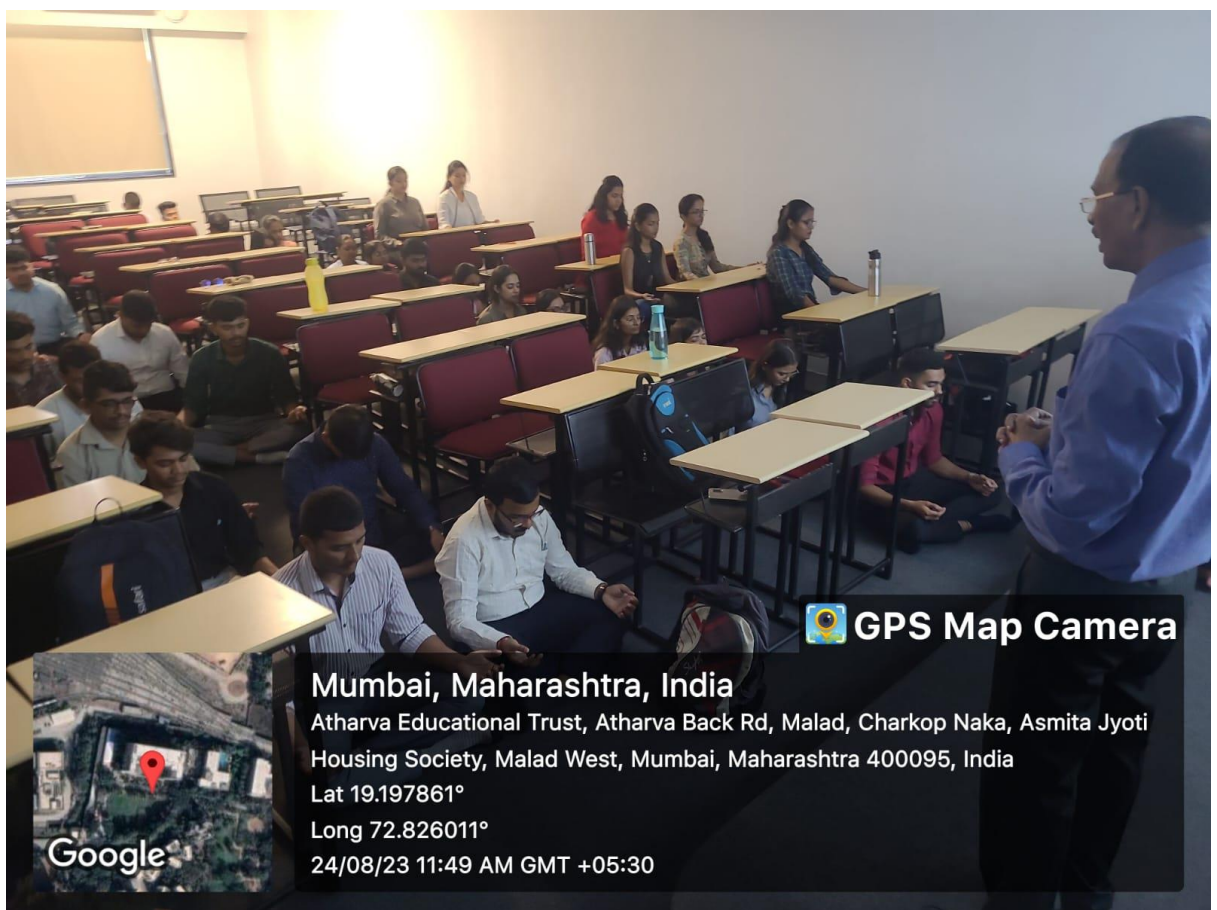 GPS Map Camera
Mumbai, Maharashtra, India
Atharva Educational Trust, Atharva Back Rd, Malad, Charkop Naka, Asmita Jyoti
Housing Society, Malad West, Mumbai, Maharashtra 400095, India
Lat 19.197861°
Long 72.826011°
24/08/23 11:49 AM GMT +05:30
Google
safari